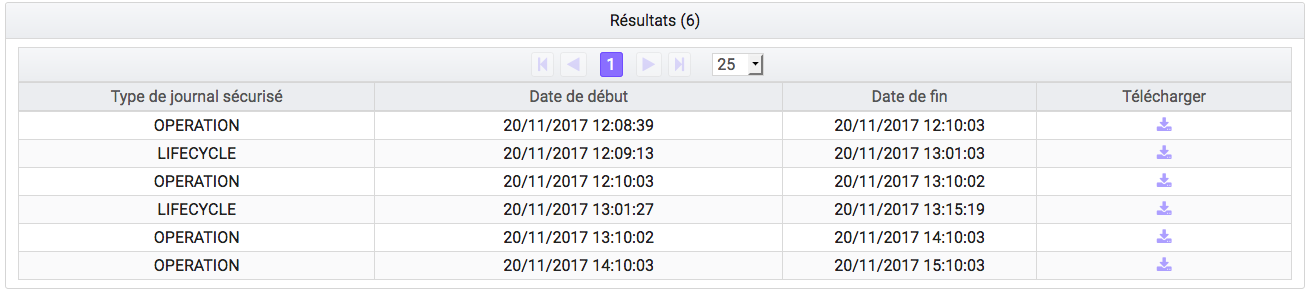 Résultats (6)
1 25
Type de journal sécurisé Date de début Date de fin Télécharger
OPERATION 20/11/2017 12:08:39 20/11/2017 12:10:03
LIFECYCLE 20/11/2017 12:09:13 20/11/2017 13:01:03
OPERATION 20/11/2017 12:10:03 20/11/2017 13:10:02
LIFECYCLE 20/11/2017 13:01:27 20/11/2017 13:15:19
OPERATION 20/11/2017 13:10:02 20/11/2017 14:10:03
OPERATION 20/11/2017 14:10:03 20/11/2017 15:10:03